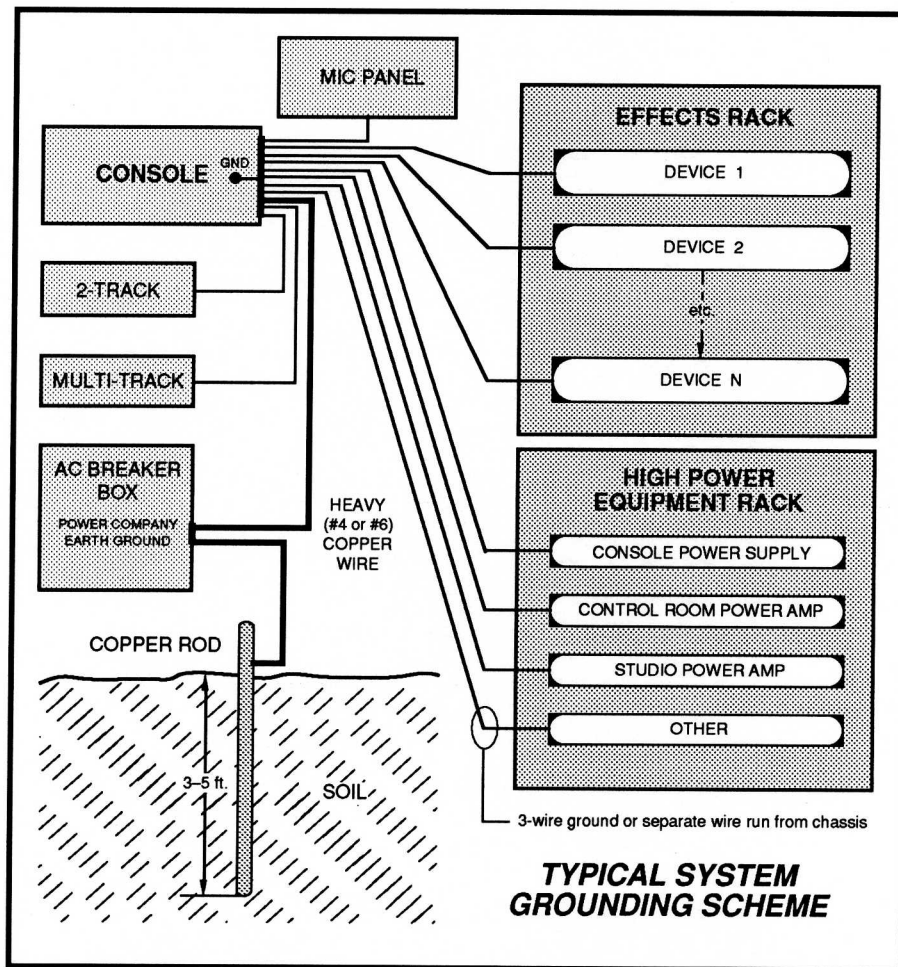 MIC PANEL
CONSOLE
GND
2-TRACK
MULTI-TRACK
AC BREAKER
BOX
POWER COMPANY
EARTH GROUND
HEAVY
(#4 or #6)
COPPER
WIRE
COPPER ROD
3–5 ft.
SOIL
EFFECTS RACK
DEVICE 1
DEVICE 2
etc.
DEVICE N
HIGH POWER
EQUIPMENT RACK
CONSOLE POWER SUPPLY
CONTROL ROOM POWER AMP
STUDIO POWER AMP
OTHER
3-wire ground or separate wire run from chassis
TYPICAL SYSTEM
GROUNDING SCHEME